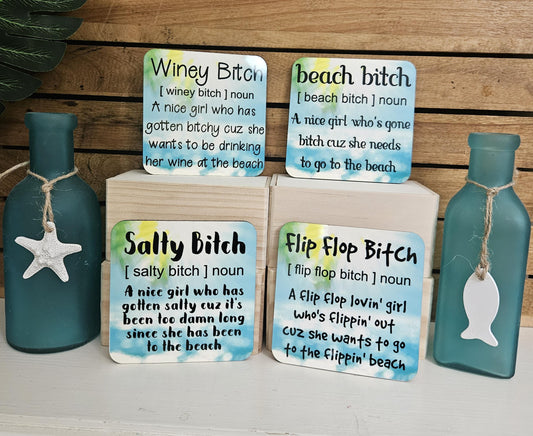 Winey Bitch
[ winey bitch ] noun
A nice girl who has
gotten bitchy cuz she
wants to be drinking
her wine at the beach
beach bitch
[ beach bitch ] noun
A nice girl who's gone
bitch cuz she needs
to go to the beach
Salty Bitch
[ salty bitch ] noun
A nice girl who has
gotten salty cuz it's
been too damn long
since she has been
to the beach
Flip Flop Bitch
[ flip flop bitch ] noun
A flip flop lovin' girl
who's flippin' out
cuz she wants to go
to the flippin' beach